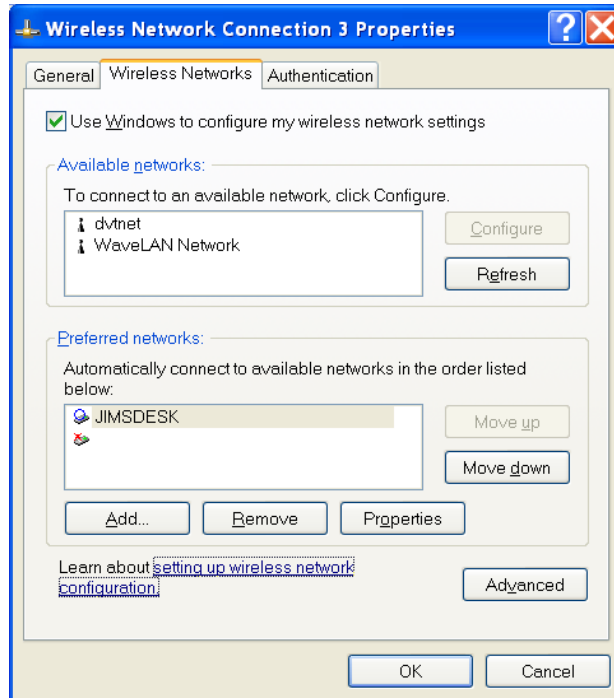 Wireless Network Connection 3 Properties
General
Wireless Networks
Authentication
Use Windows to configure my wireless network settings
Available networks:
To connect to an available network, click Configure.
dvtnet
WaveLAN Network
Configure
Refresh
Preferred networks:
Automatically connect to available networks in the order listed
below:
JIMSDESK
Move up
Move down
Add...
Remove
Properties
Learn about setting up wireless network
configuration.
Advanced
OK
Cancel